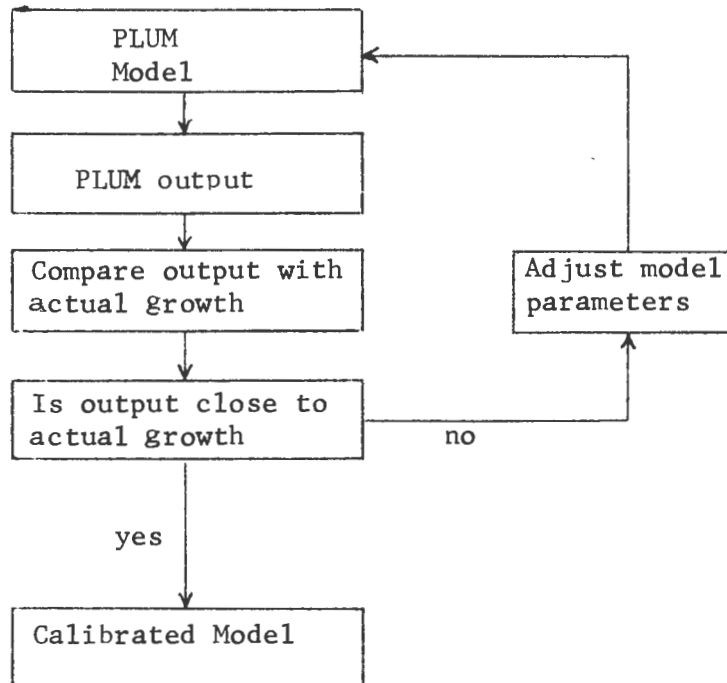 PLUM
Model
PLUM output
Compare output with
actual growth
Adjust model
parameters
Is output close to
actual growth
no
yes
Calibrated Model